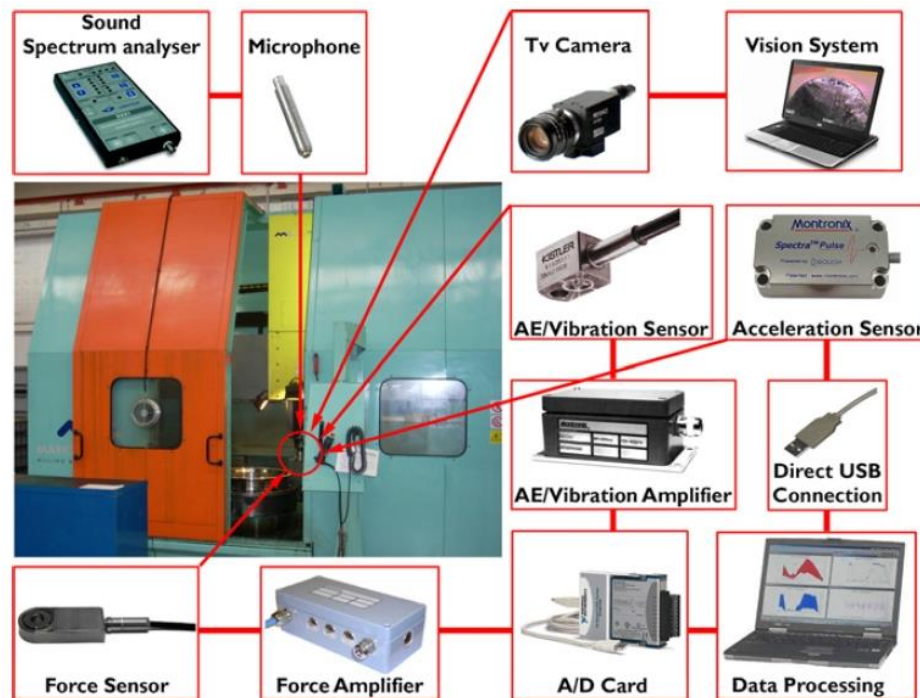 Sound
Spectrum analyser
Microphone
Tv Camera
Vision System
KISTLER
Montronix
Spectra™ Pulse
AE/Vibration Sensor
Acceleration Sensor
AE/Vibration Amplifier
Direct USB
Connection
Force Sensor
Force Amplifier
A/D Card
Data Processing